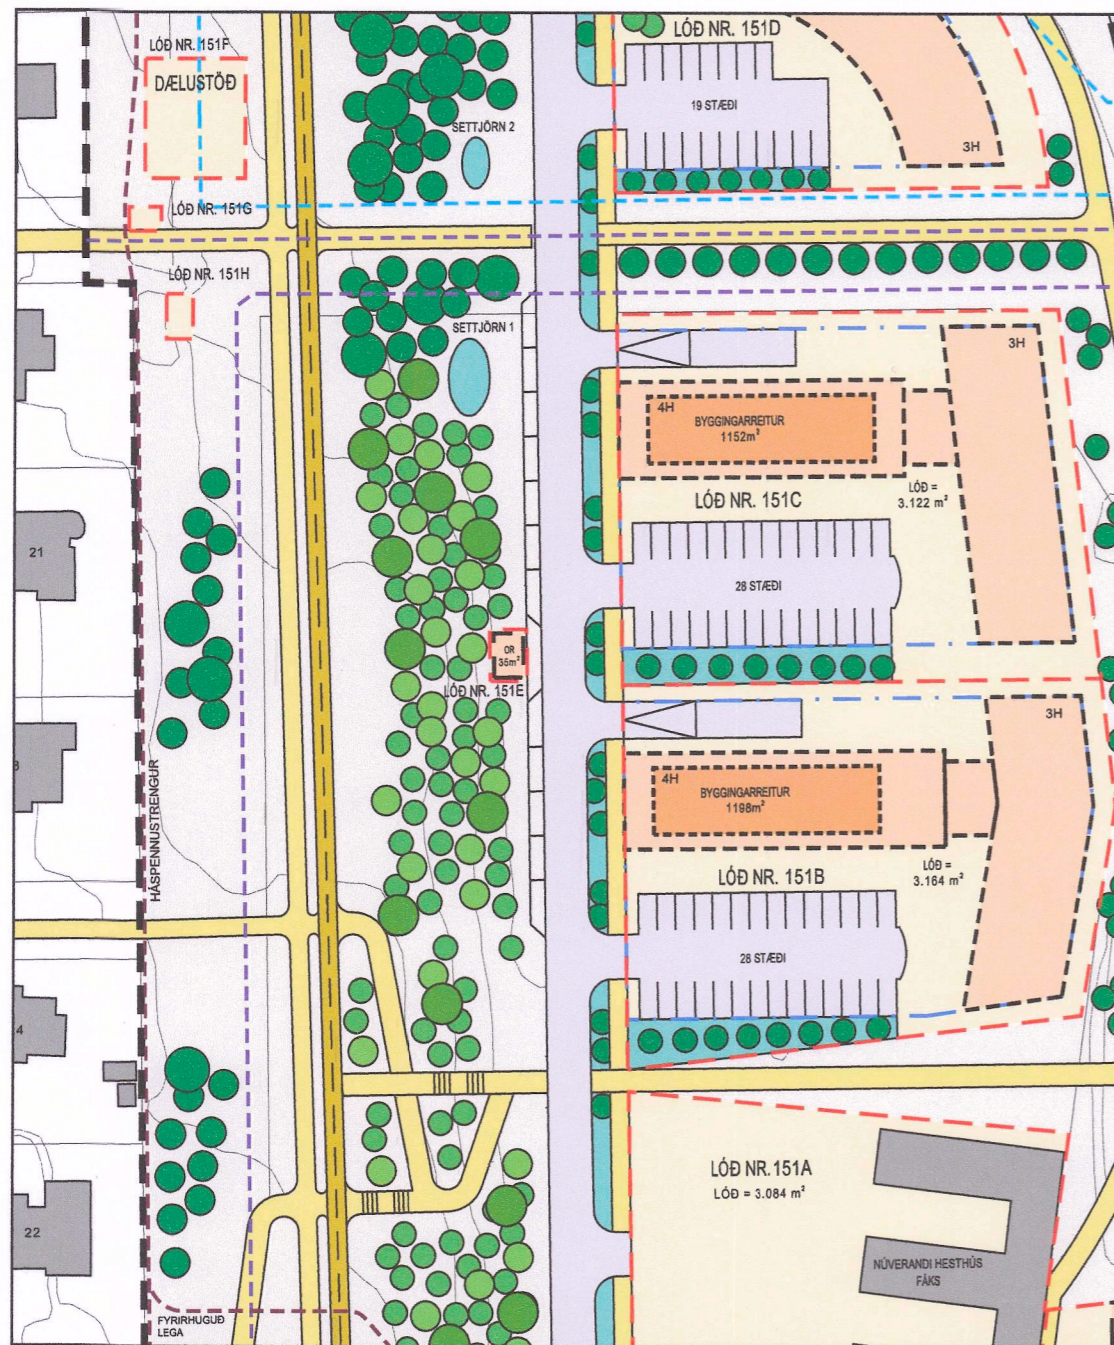 LÓÐ NR. 151F
DÆLUSTÖÐ
LÓÐ NR. 151G
LÓÐ NR. 151H
SETTJÖRN 2
SETTJÖRN 1
LÓÐ NR. 151D
19 STÆÐI
3H
3H
4H
BYGGINGARREITUR
1152m²
LÓÐ NR. 151C
LÓÐ =
3.122 m²
28 STÆÐI
21
OR
35m²
LÓÐ NR. 151E
3H
4H
BYGGINGARREITUR
1198m²
HÁSPENNUSTRENGUR
LÓÐ NR. 151B
LÓÐ =
3.164 m²
28 STÆÐI
4
LÓÐ NR. 151A
LÓÐ = 3.084 m²
22
NÚVERANDI HESTHÚS
FÁKS
FYRIRHUGUÐ
LEGA